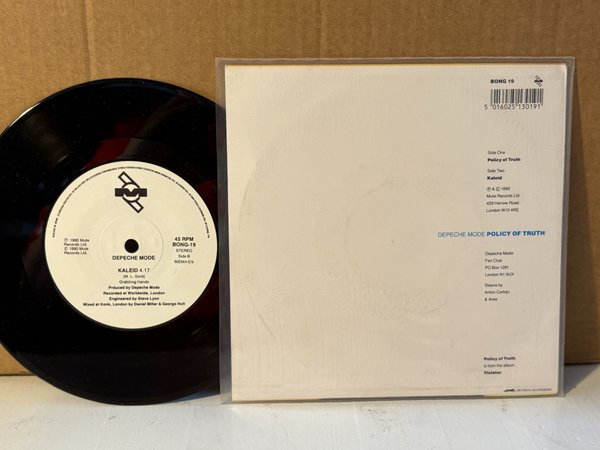 DEPECHE MODE
℗ 1990 Mute
Records Ltd.
© 1990 Mute
Records Ltd.
45 RPM
BONG-19
STEREO
Side B
BIEM/nCb
KALEID 4.17
(M. L. Gore)
Grabbing Hands
Produced by Depeche Mode
Recorded at Worldwide, London
Engineered by Steve Lyon
Mixed at Konk, London by Daniel Miller & George Holt
BONG 19
5 016025 130191
Side One
Policy of Truth
Side Two
Kaleid
℗ & © 1990
Mute Records Ltd
429 Harrow Road
London W10 4RE
DEPECHE MODE POLICY OF TRUTH
Depeche Mode
Fan Club
PO Box 1281
London N1 9UX
Sleeve by
Anton Corbijn
& Area
Policy of Truth
is from the album
Violator